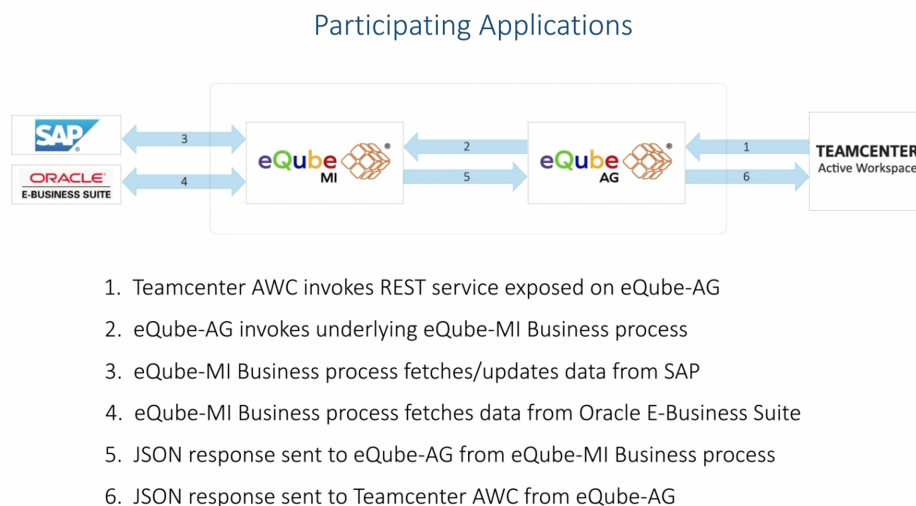 Participating Applications
SAP
®
3
ORACLE®
E-BUSINESS SUITE
4
eQube®
MI
2
5
eQube®
AG
1
6
TEAMCENTER
Active Workspace
1. Teamcenter AWC invokes REST service exposed on eQube-AG
2. eQube-AG invokes underlying eQube-MI Business process
3. eQube-MI Business process fetches/updates data from SAP
4. eQube-MI Business process fetches data from Oracle E-Business Suite
5. JSON response sent to eQube-AG from eQube-MI Business process
6. JSON response sent to Teamcenter AWC from eQube-AG